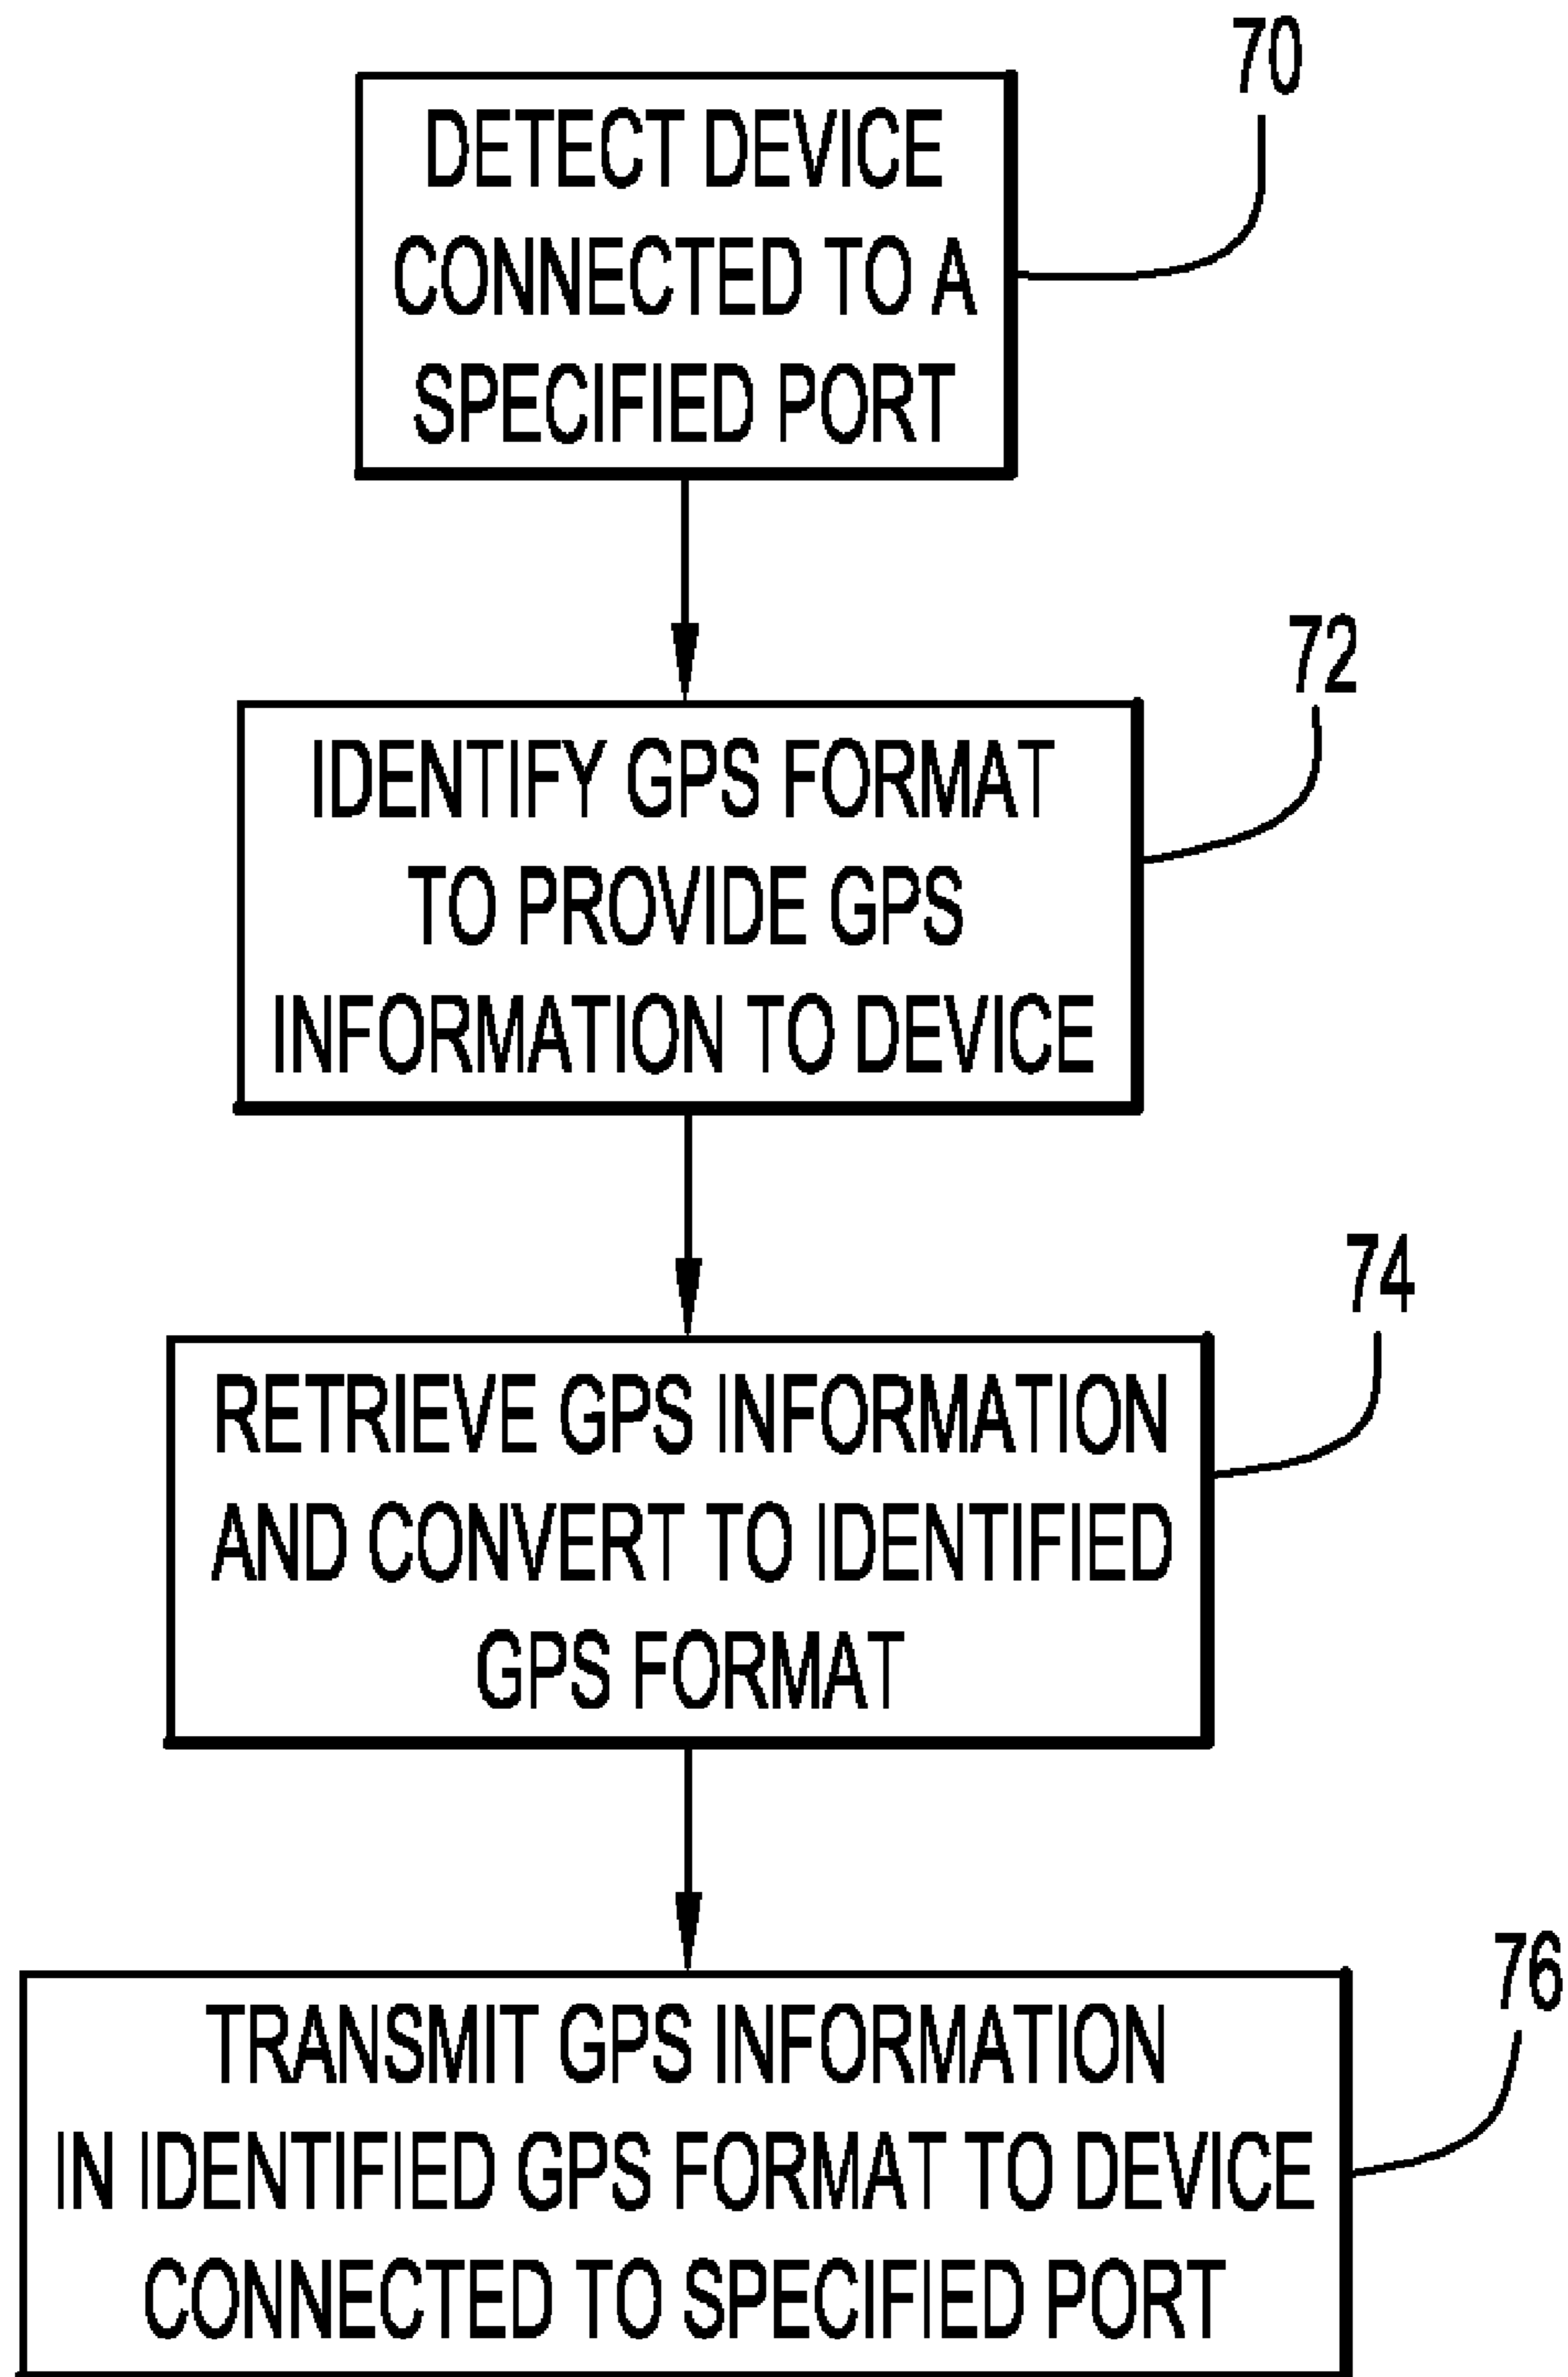 70
DETECT DEVICE
CONNECTED TO A
SPECIFIED PORT
72
IDENTIFY GPS FORMAT
TO PROVIDE GPS
INFORMATION TO DEVICE
74
RETRIEVE GPS INFORMATION
AND CONVERT TO IDENTIFIED
GPS FORMAT
76
TRANSMIT GPS INFORMATION
IN IDENTIFIED GPS FORMAT TO DEVICE
CONNECTED TO SPECIFIED PORT